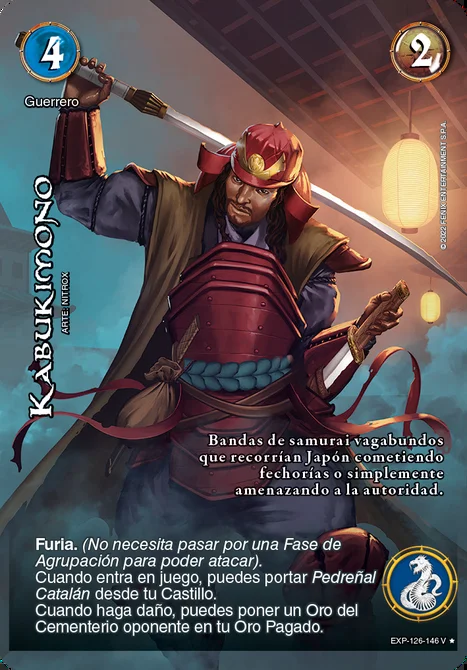 4
2
Guerrero
KABUKIMONO
ARTE: NITROX
© 2022 FENIX ENTERTAINMENT S.P.A
Bandas de samurai vagabundos
que recorrían Japón cometiendo
fechorías o simplemente
amenazando a la autoridad.
Furia. (No necesita pasar por una Fase de
Agrupación para poder atacar).
Cuando entra en juego, puedes portar Pedreñal
Catalán desde tu Castillo.
Cuando haga daño, puedes poner un Oro del
Cementerio oponente en tu Oro Pagado.
EXP-126-146 V ★